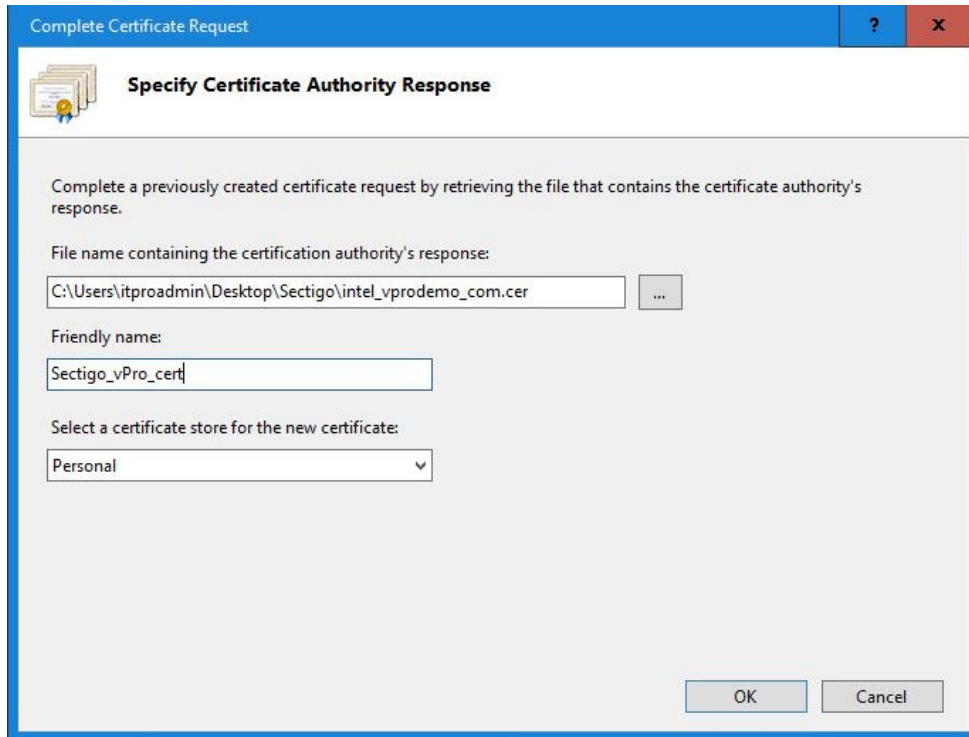 Complete Certificate Request
?
x
Specify Certificate Authority Response
Complete a previously created certificate request by retrieving the file that contains the certificate authority's
response.
File name containing the certification authority's response:
C:\Users\itproadmin\Desktop\Sectigo\intel_vprodemo_com.cer
...
Friendly name:
Sectigo_vPro_cert
Select a certificate store for the new certificate:
Personal
OK
Cancel